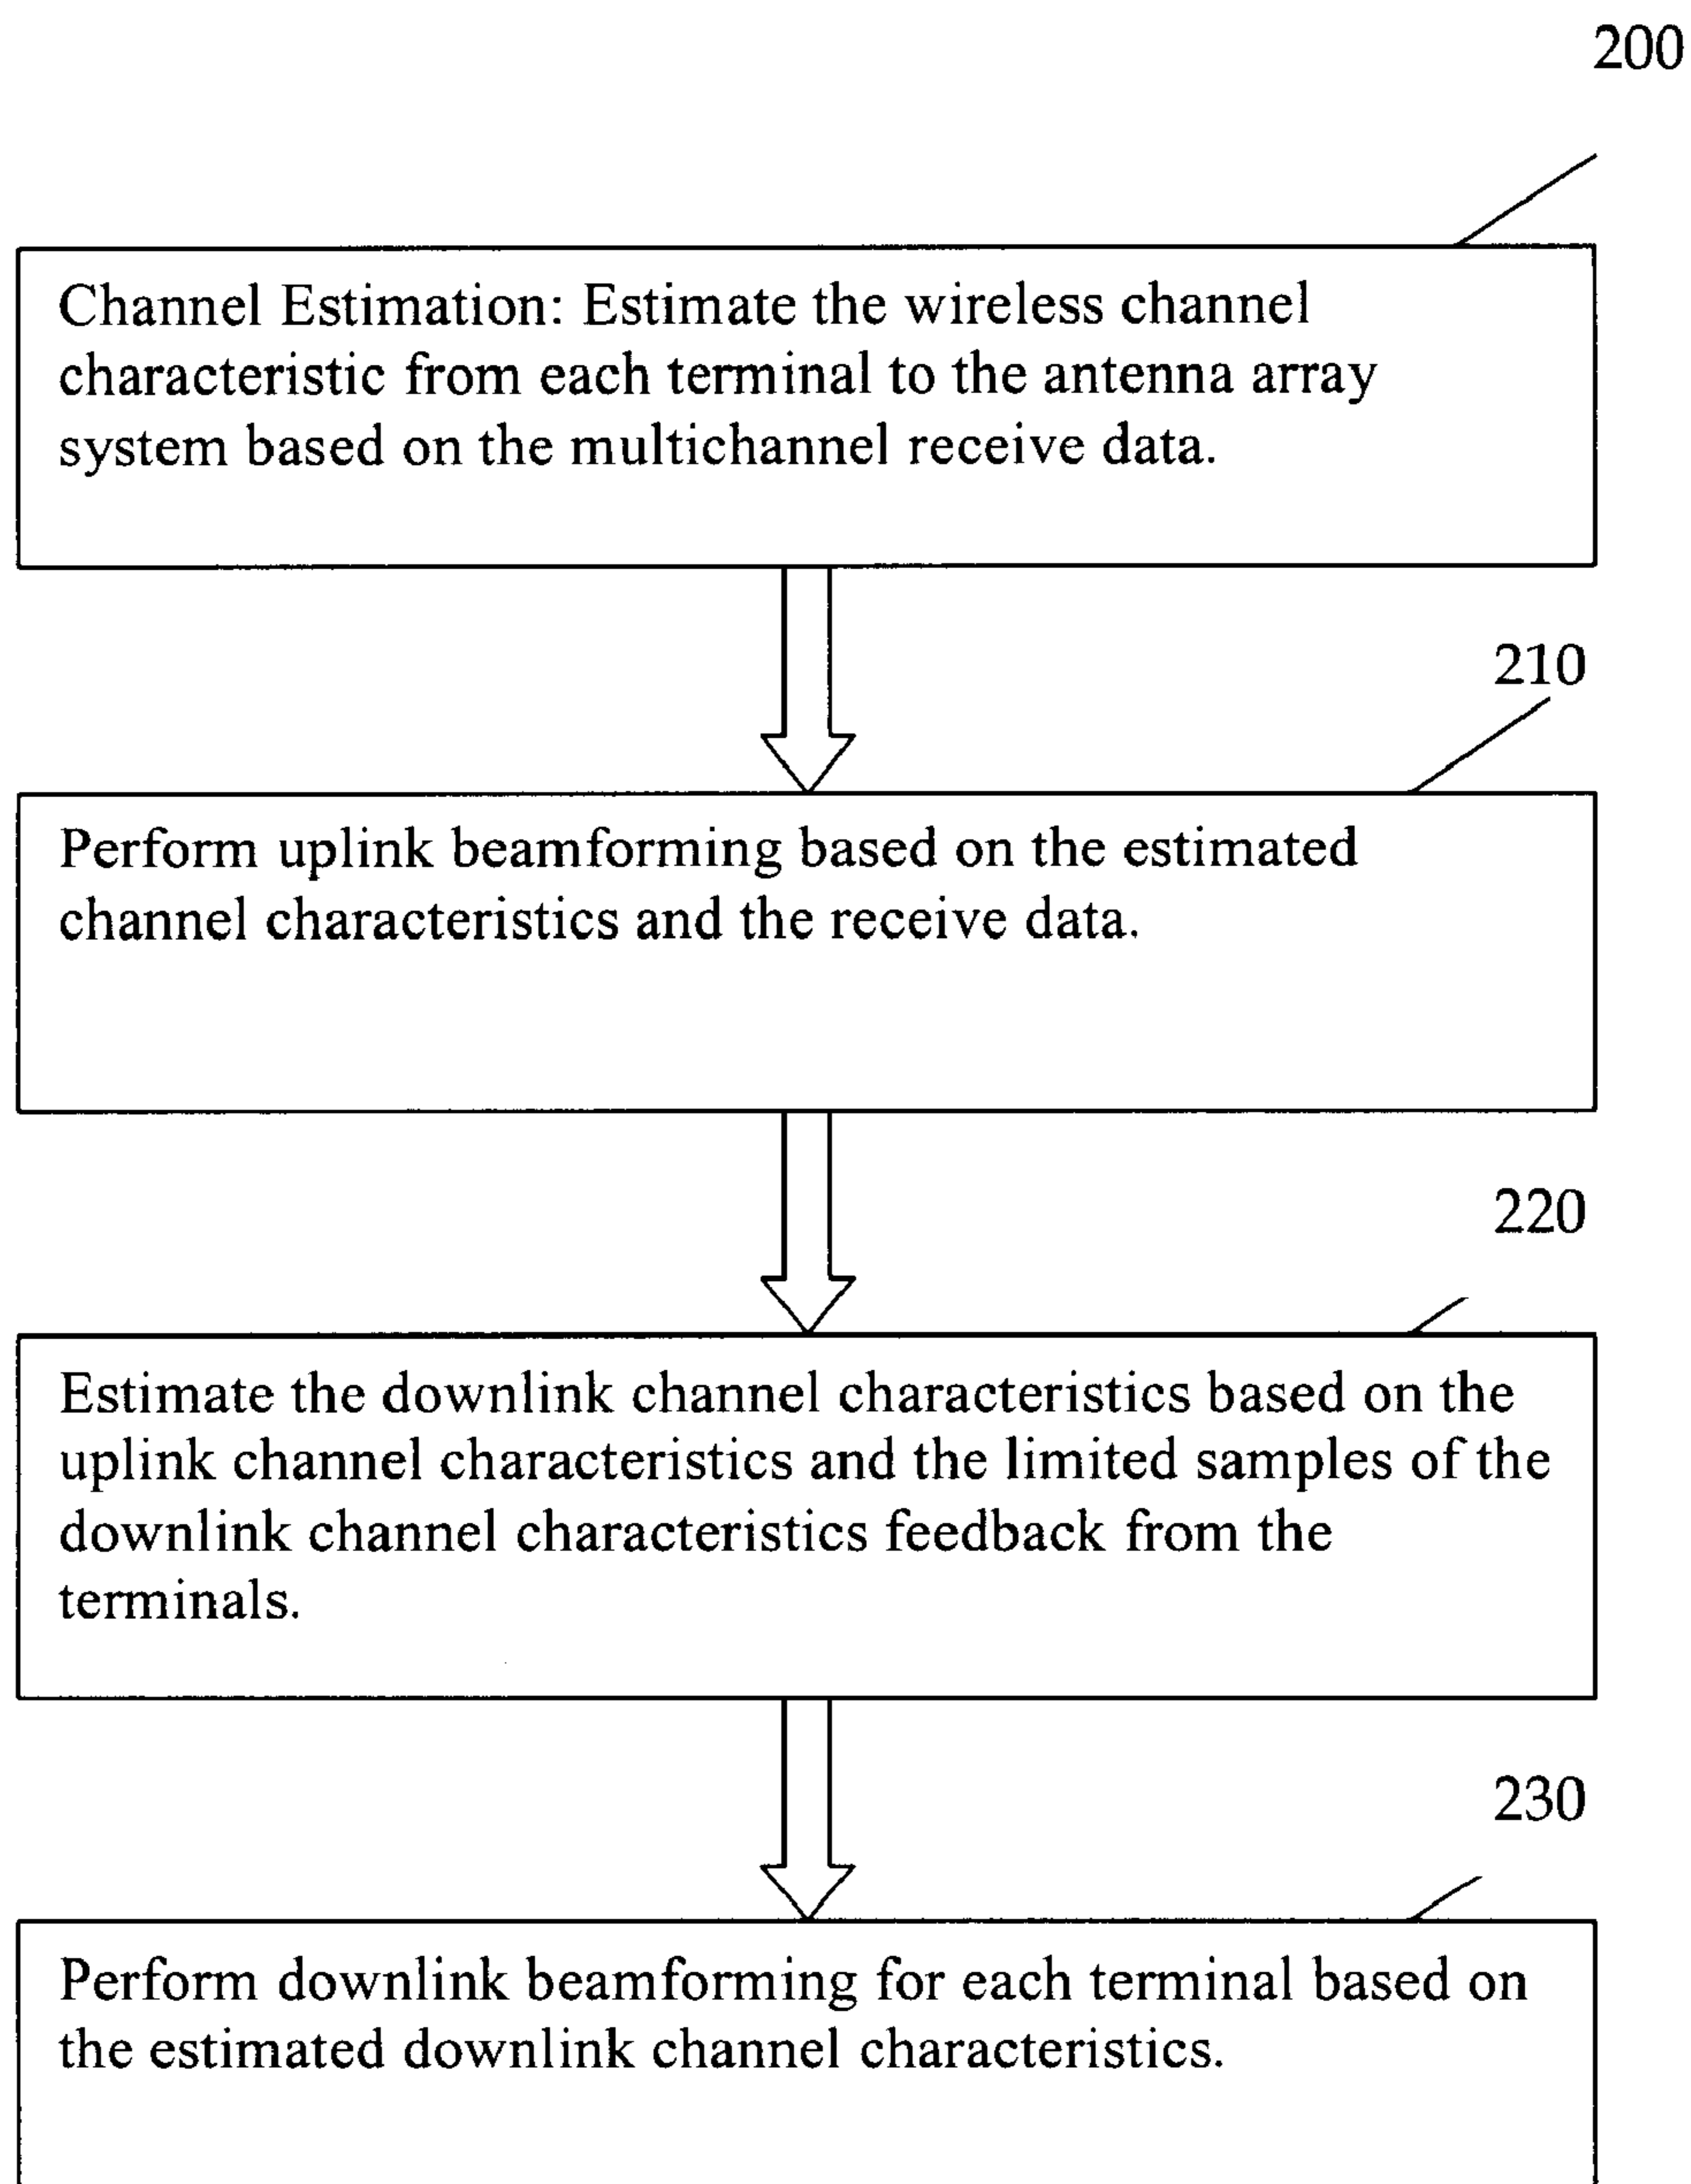 200
Channel Estimation: Estimate the wireless channel
characteristic from each terminal to the antenna array
system based on the multichannel receive data.
210
Perform uplink beamforming based on the estimated
channel characteristics and the receive data.
220
Estimate the downlink channel characteristics based on the
uplink channel characteristics and the limited samples of the
downlink channel characteristics feedback from the
terminals.
230
Perform downlink beamforming for each terminal based on
the estimated downlink channel characteristics.